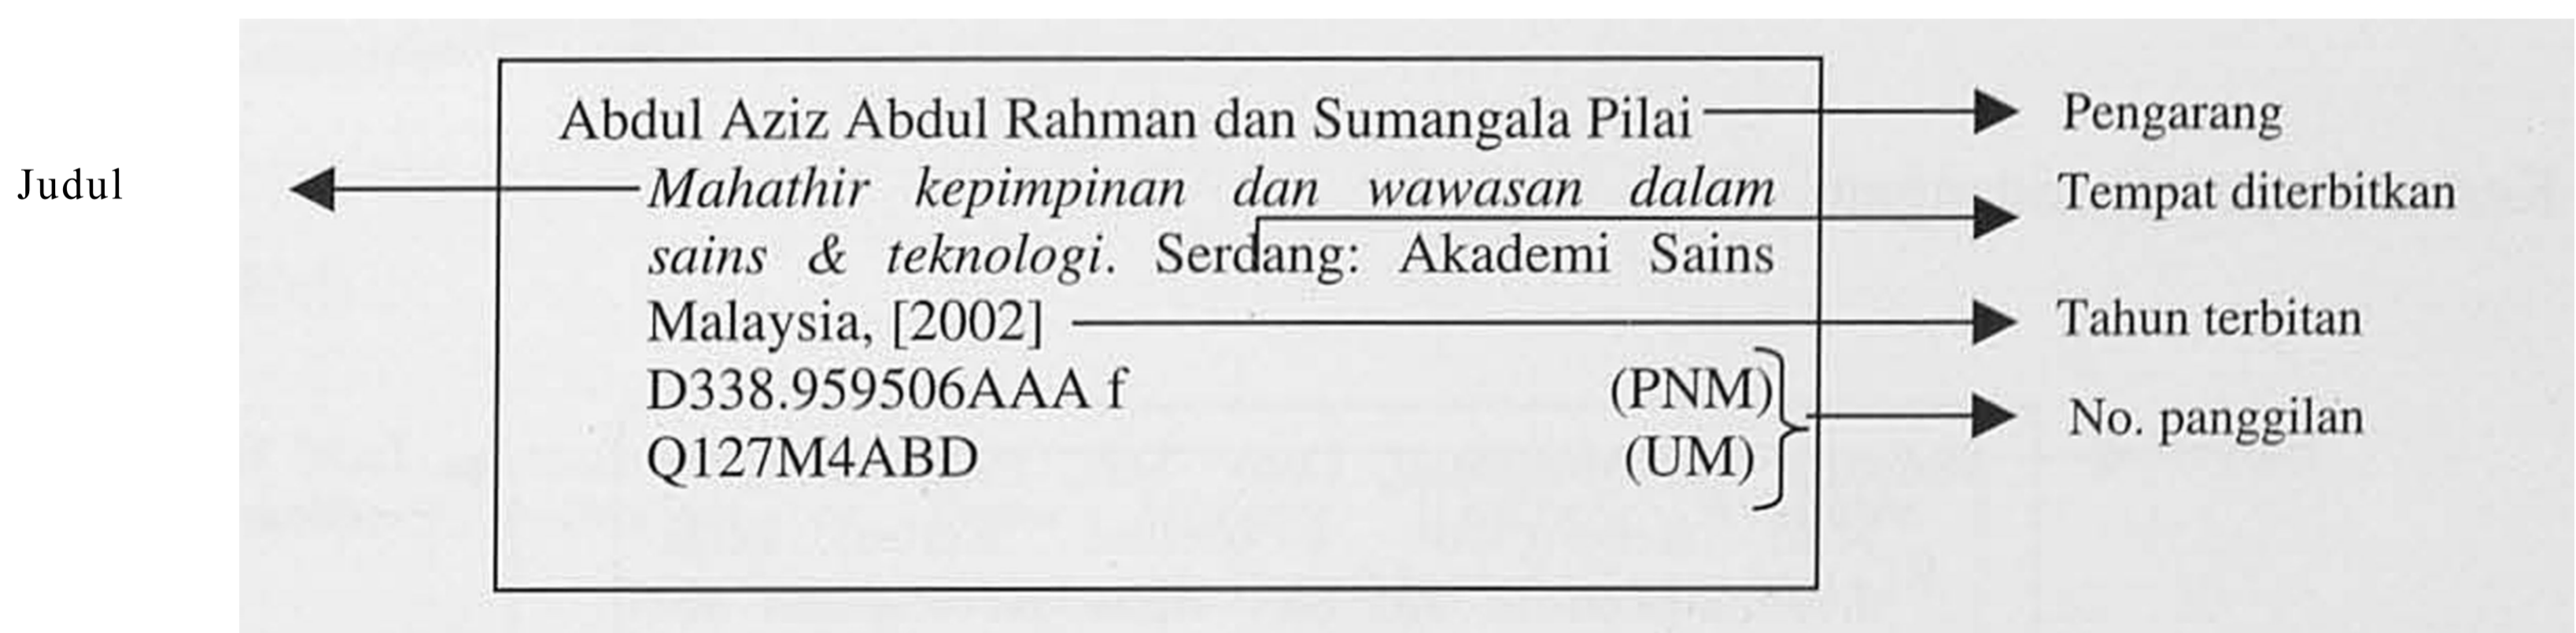 Abdul Aziz Abdul Rahman dan Sumangala Pilai
Pengarang
Judul
Mahathir kepimpinan dan wawasan dalam
Tempat diterbitkan
sains & teknologi. Serdang: Akademi Sains
Malaysia, [2002]
Tahun terbitan
D338.959506AAA f (PNM)
No. panggilan
Q127M4ABD (UM)